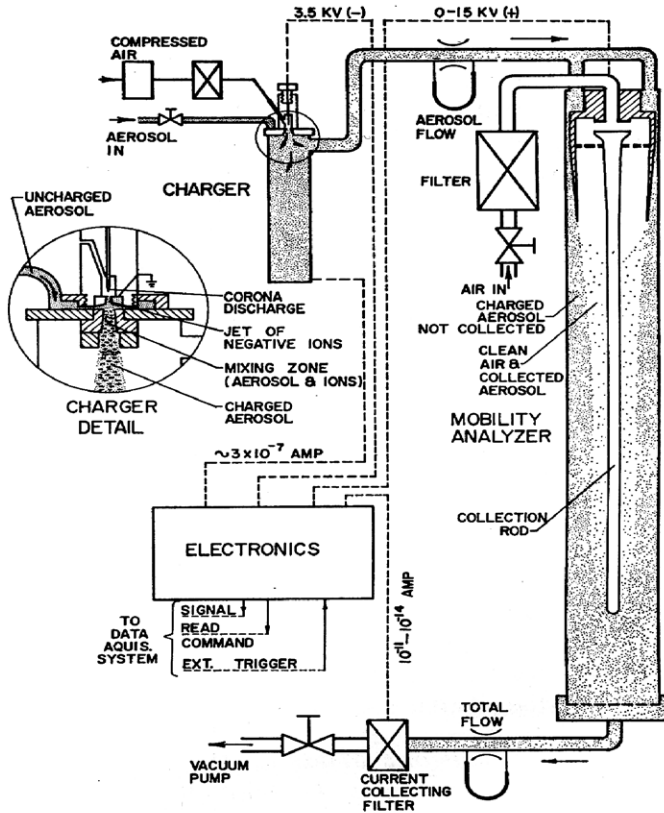 3.5 KV (-)
0-15 KV (+)
COMPRESSED
AIR
AEROSOL
IN
AEROSOL
FLOW
CHARGER
FILTER
UNCHARGED
AEROSOL
AIR IN
CHARGED
AEROSOL
NOT COLLECTED
CORONA
DISCHARGE
JET OF
NEGATIVE IONS
CLEAN
AIR &
COLLECTED
AEROSOL
MIXING ZONE
(AEROSOL & IONS)
CHARGED
AEROSOL
CHARGER
DETAIL
MOBILITY
ANALYZER
~3×10⁻⁷ AMP
COLLECTION
ROD
ELECTRONICS
10⁻¹¹–10⁻¹⁴ AMP
TO
DATA
AQUIS.
SYSTEM
SIGNAL
READ
COMMAND
EXT. TRIGGER
TOTAL
FLOW
VACUUM
PUMP
CURRENT
COLLECTING
FILTER